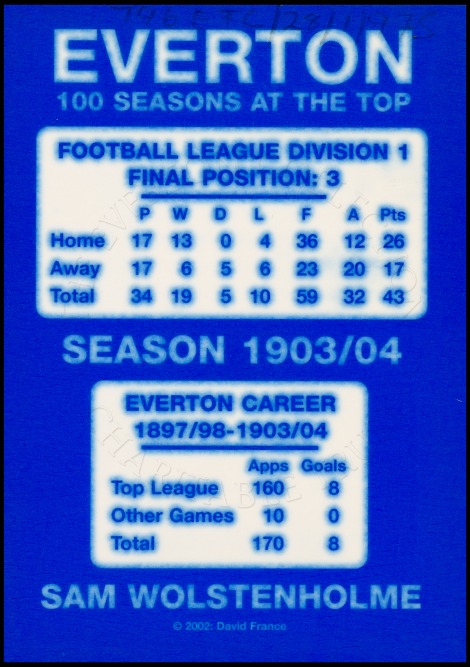 EVERTON
100 SEASONS AT THE TOP
FOOTBALL LEAGUE DIVISION 1
FINAL POSITION: 3
P W D L F A Pts
Home 17 13 0 4 36 12 26
Away 17 6 5 6 23 20 17
Total 34 19 5 10 59 32 43
SEASON 1903/04
EVERTON CAREER
1897/98-1903/04
Apps Goals
Top League 160 8
Other Games 10 0
Total 170 8
SAM WOLSTENHOLME
© 2002: David France